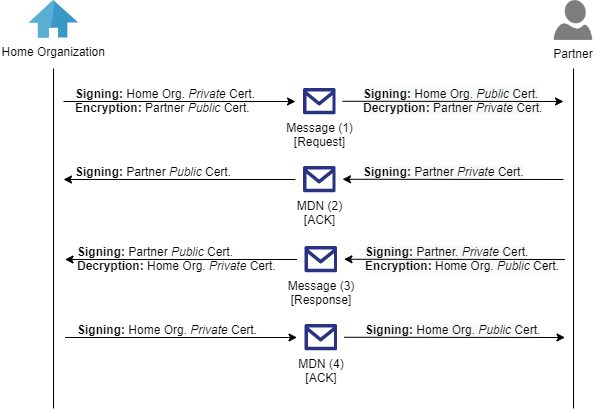 Home Organization
Partner
Signing: Home Org. Private Cert.
Encryption: Partner Public Cert.
Signing: Home Org. Public Cert.
Decryption: Partner Private Cert.
Message (1)
[Request]
Signing: Partner Public Cert.
Signing: Partner Private Cert.
MDN (2)
[ACK]
Signing: Partner Public Cert.
Decryption: Home Org. Private Cert.
Signing: Partner. Private Cert.
Encryption: Home Org. Public Cert.
Message (3)
[Response]
Signing: Home Org. Private Cert.
Signing: Home Org. Public Cert.
MDN (4)
[ACK]